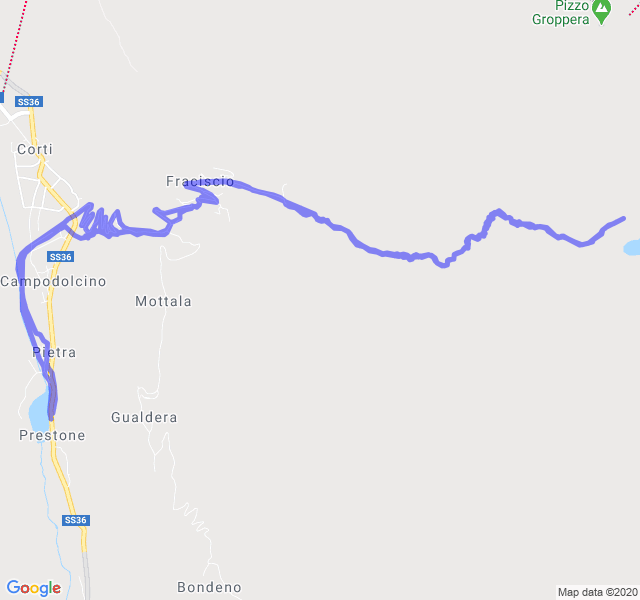 Pizzo
Groppera
SS36
Corti
Fraciscio
SS36
Campodolcino
Mottala
Pietra
Gualdera
Prestone
SS36
Bondeno
Google
Map data ©2020